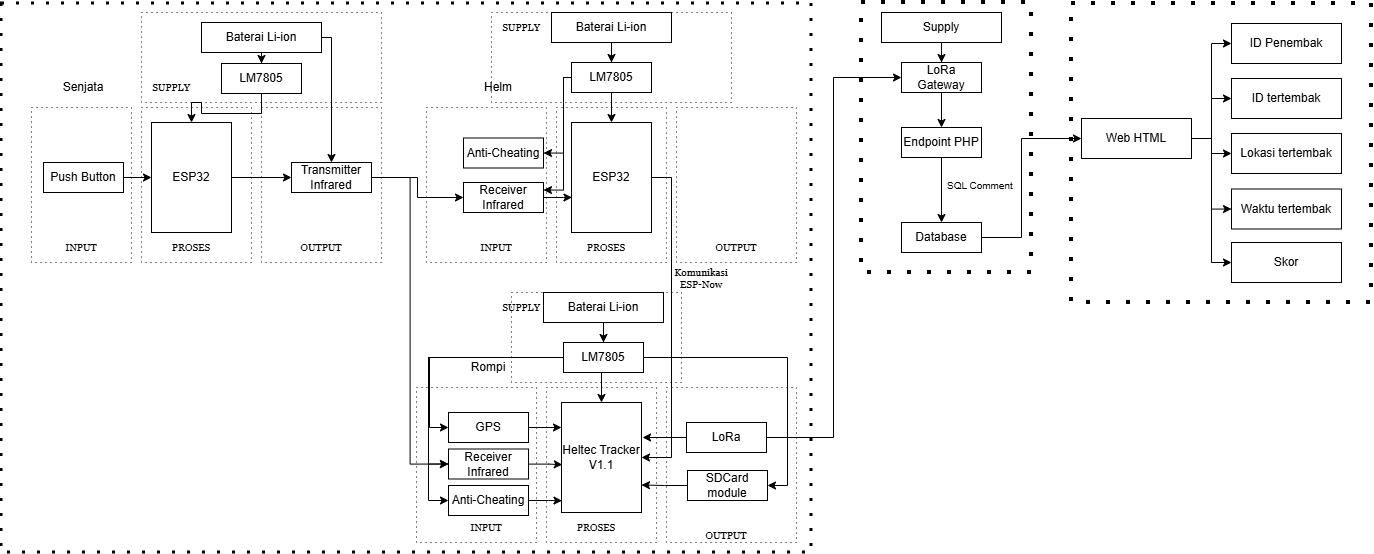 Senjata
SUPPLY
Baterai Li-ion
LM7805
Push Button
ESP32
Transmitter
Infrared
INPUT
PROSES
OUTPUT
Helm
SUPPLY
Baterai Li-ion
LM7805
Anti-Cheating
Receiver
Infrared
ESP32
INPUT
PROSES
OUTPUT
Komunikasi
ESP-Now
Rompi
SUPPLY
Baterai Li-ion
LM7805
GPS
Receiver
Infrared
Anti-Cheating
Heltec Tracker
V1.1
LoRa
SDCard
module
INPUT
PROSES
OUTPUT
Supply
LoRa
Gateway
Endpoint PHP
SQL Comment
Database
Web HTML
ID Penembak
ID tertembak
Lokasi tertembak
Waktu tertembak
Skor